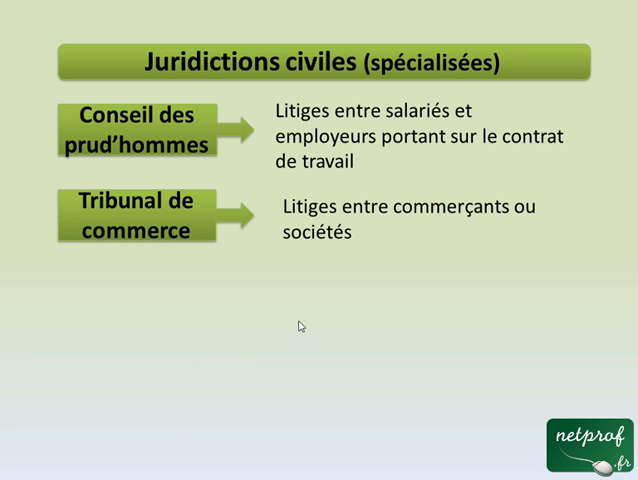 Juridictions civiles (spécialisées)
Conseil des
prud’hommes
Litiges entre salariés et
employeurs portant sur le contrat
de travail
Tribunal de
commerce
Litiges entre commerçants ou
sociétés
netprof
.fr